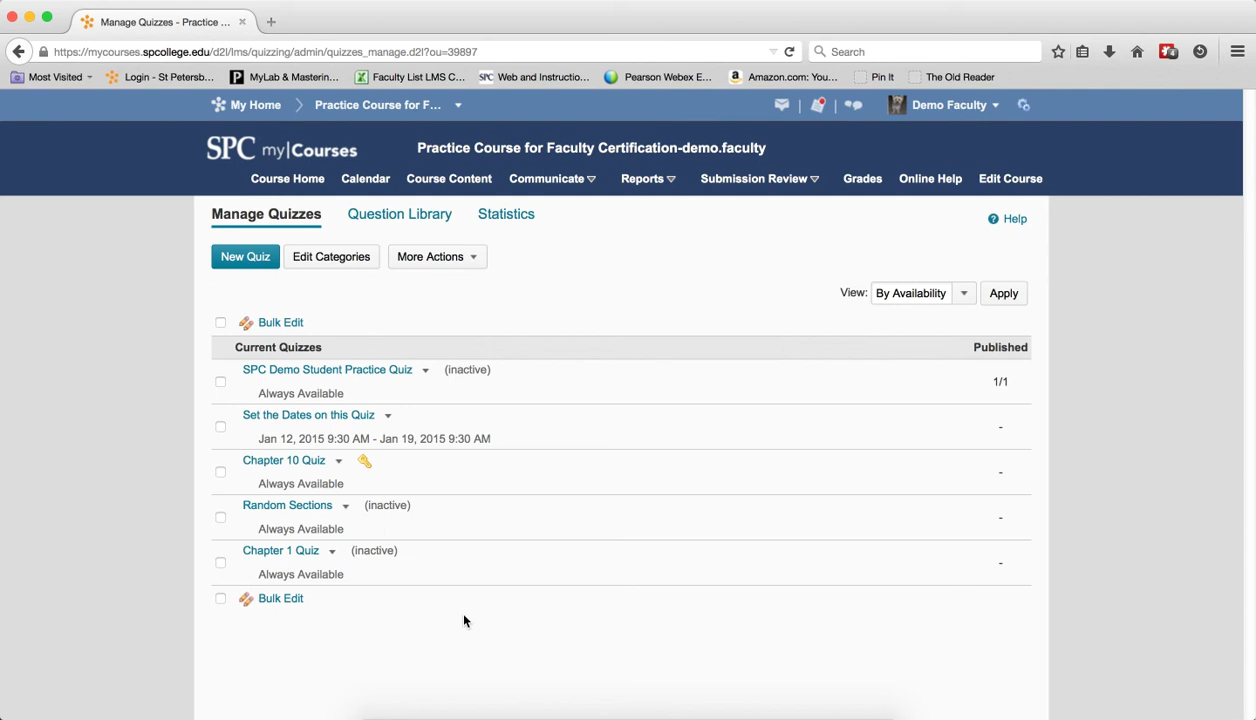 Manage Quizzes - Practice ...
https://mycourses.spcollege.edu/d2l/lms/quizzing/admin/quizzes_manage.d2l?ou=39897
Search
Most Visited
Login - St Petersb...
MyLab & Mastering...
Faculty List LMS C...
SPC Web and Instructio...
Pearson Webex E...
Amazon.com: You...
Pin It
The Old Reader
My Home
Practice Course for F...
Demo Faculty
SPC my|Courses
Practice Course for Faculty Certification-demo.faculty
Course Home
Calendar
Course Content
Communicate
Reports
Submission Review
Grades
Online Help
Edit Course
Manage Quizzes
Question Library
Statistics
Help
New Quiz
Edit Categories
More Actions
View: By Availability
Apply
Bulk Edit
Current Quizzes
Published
SPC Demo Student Practice Quiz (inactive)
Always Available
1/1
Set the Dates on this Quiz
Jan 12, 2015 9:30 AM - Jan 19, 2015 9:30 AM
-
Chapter 10 Quiz
Always Available
-
Random Sections (inactive)
Always Available
-
Chapter 1 Quiz (inactive)
Always Available
-
Bulk Edit